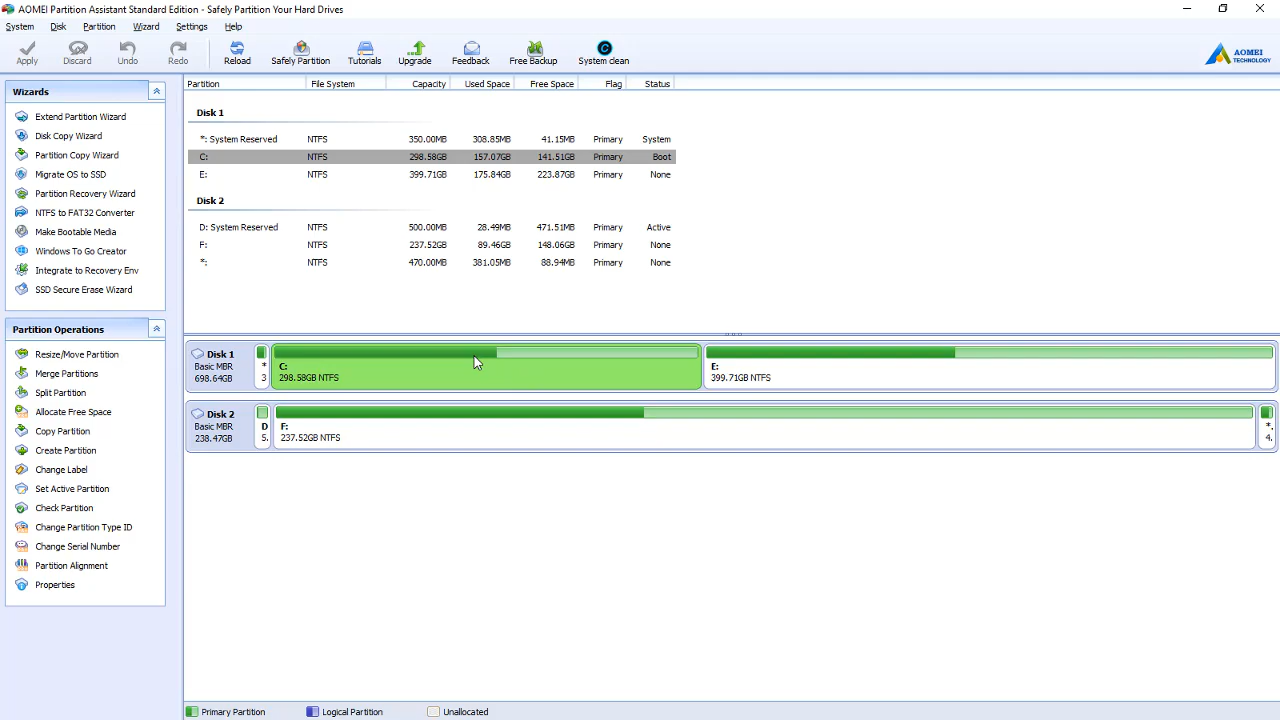 AOMEI Partition Assistant Standard Edition - Safely Partition Your Hard Drives
System Disk Partition Wizard Settings Help
Apply Discard Undo Redo Reload Safely Partition Tutorials Upgrade Feedback Free Backup System clean
AOMEI
TECHNOLOGY
Wizards
Extend Partition Wizard
Disk Copy Wizard
Partition Copy Wizard
Migrate OS to SSD
Partition Recovery Wizard
NTFS to FAT32 Converter
Make Bootable Media
Windows To Go Creator
Integrate to Recovery Env
SSD Secure Erase Wizard
Partition Operations
Resize/Move Partition
Merge Partitions
Split Partition
Allocate Free Space
Copy Partition
Create Partition
Change Label
Set Active Partition
Check Partition
Change Partition Type ID
Change Serial Number
Partition Alignment
Properties
Partition File System Capacity Used Space Free Space Flag Status
Disk 1
*: System Reserved NTFS 350.00MB 308.85MB 41.15MB Primary System
C: NTFS 298.58GB 157.07GB 141.51GB Primary Boot
E: NTFS 399.71GB 175.84GB 223.87GB Primary None
Disk 2
D: System Reserved NTFS 500.00MB 28.49MB 471.51MB Primary Active
F: NTFS 237.52GB 89.46GB 148.06GB Primary None
*: NTFS 470.00MB 381.05MB 88.94MB Primary None
Disk 1
Basic MBR
698.64GB
*
3
C:
298.58GB NTFS
E:
399.71GB NTFS
Disk 2
Basic MBR
238.47GB
D
5.
F:
237.52GB NTFS
*.
4.
Primary Partition Logical Partition Unallocated